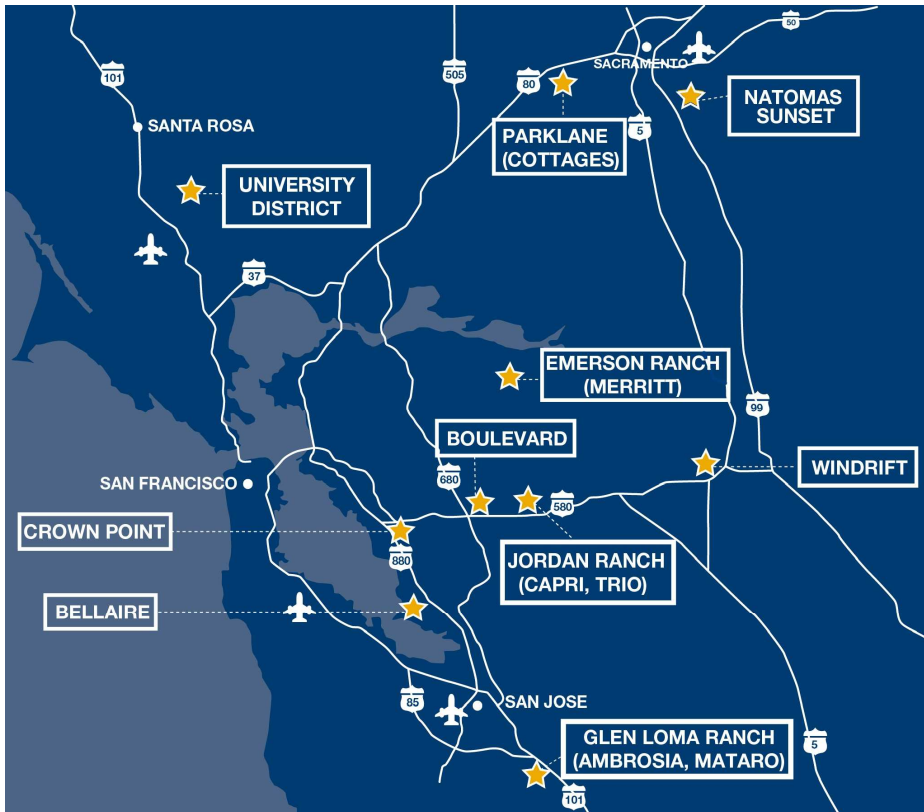 50
101
505
80
SACRAMENTO
5
NATOMAS
SUNSET
PARKLANE
(COTTAGES)
SANTA ROSA
UNIVERSITY
DISTRICT
37
EMERSON RANCH
(MERRITT)
99
BOULEVARD
WINDRIFT
680
SAN FRANCISCO
580
CROWN POINT
880
JORDAN RANCH
(CAPRI, TRIO)
BELLAIRE
85
SAN JOSE
GLEN LOMA RANCH
(AMBROSIA, MATARO)
5
101